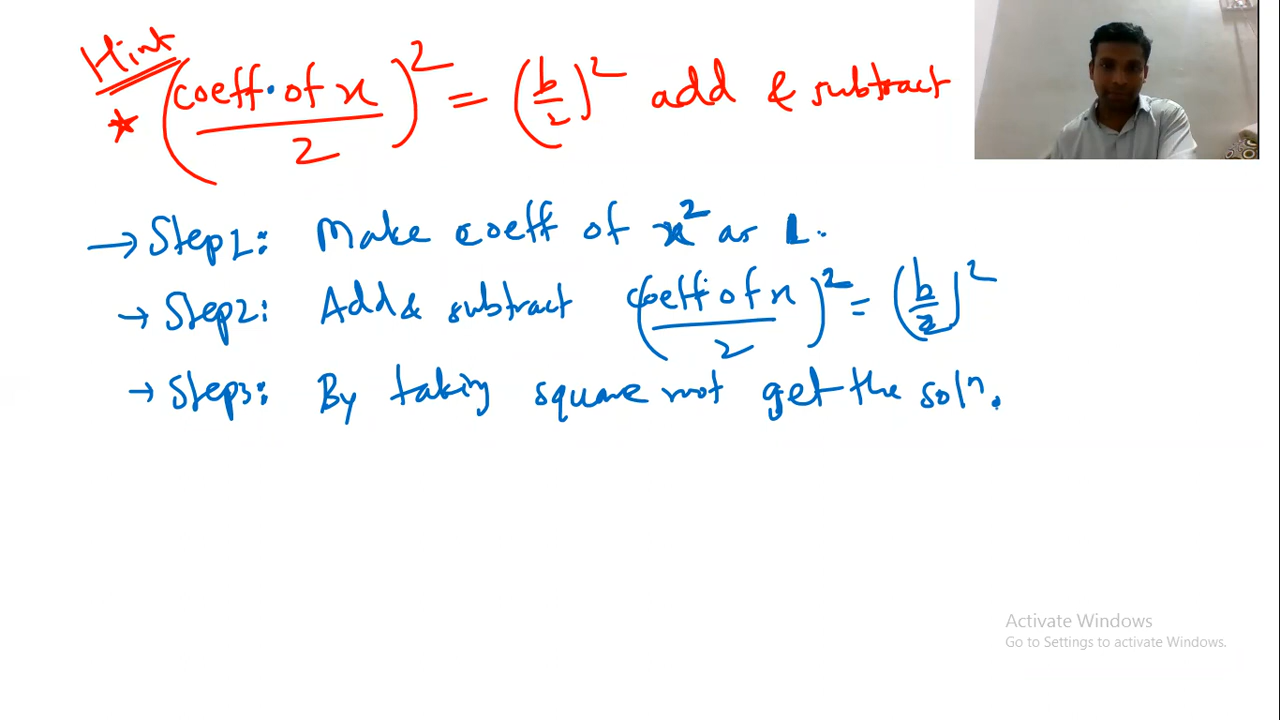 Hint
* (coeff. of x / 2)² = (b/2)² add & subtract
→ Step1: Make coeff of x² as 1.
→ Step2: Add & subtract (coeff. of x / 2)² = (b/2)²
→ Step3: By taking square root get the solⁿ.
Activate Windows
Go to Settings to activate Windows.